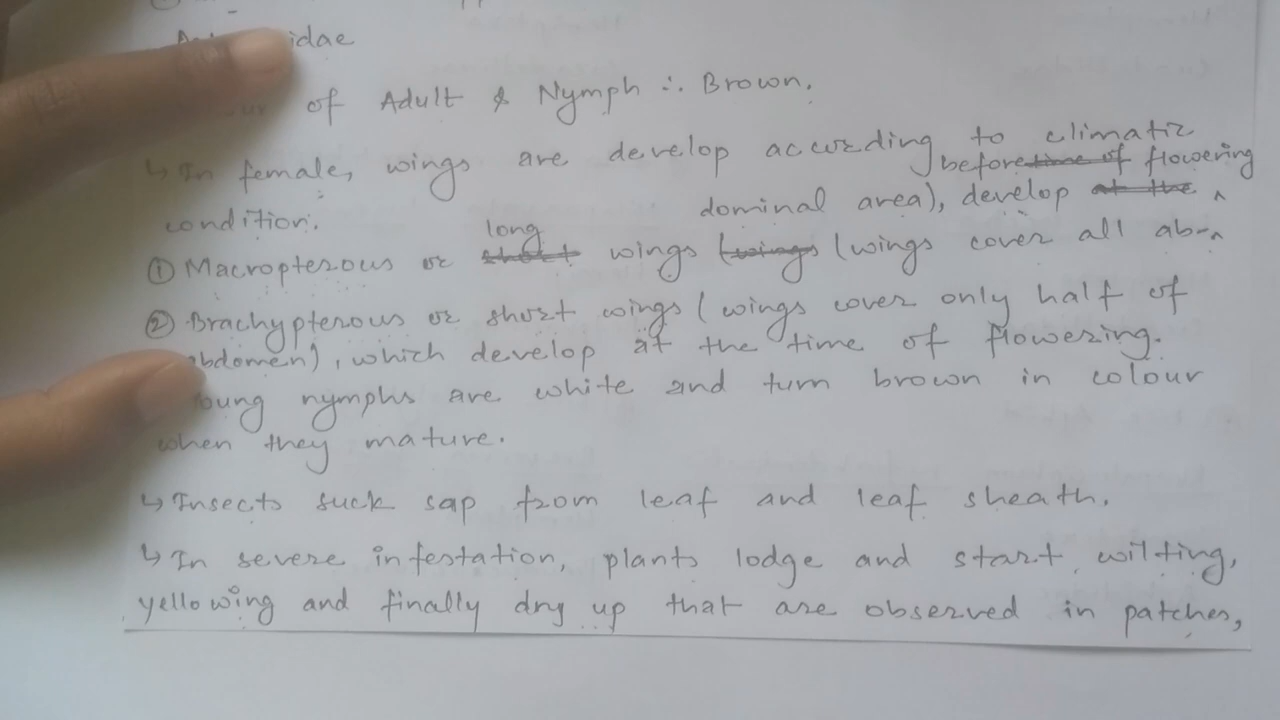 idae
of Adult & Nymph ∴ Brown.
↳ In female, wings are develop according to climatic
condition.
before flowering
dominal area), develop
① Macropterous or long wings (wings cover all ab-
② Brachypterous or short wings (wings cover only half of
abdomen), which develop at the time of flowering.
Young nymphs are white and turn brown in colour
when they mature.
↳ Insects suck sap from leaf and leaf sheath.
↳ In severe infestation, plants lodge and start wilting,
yellowing and finally dry up that are observed in patches,